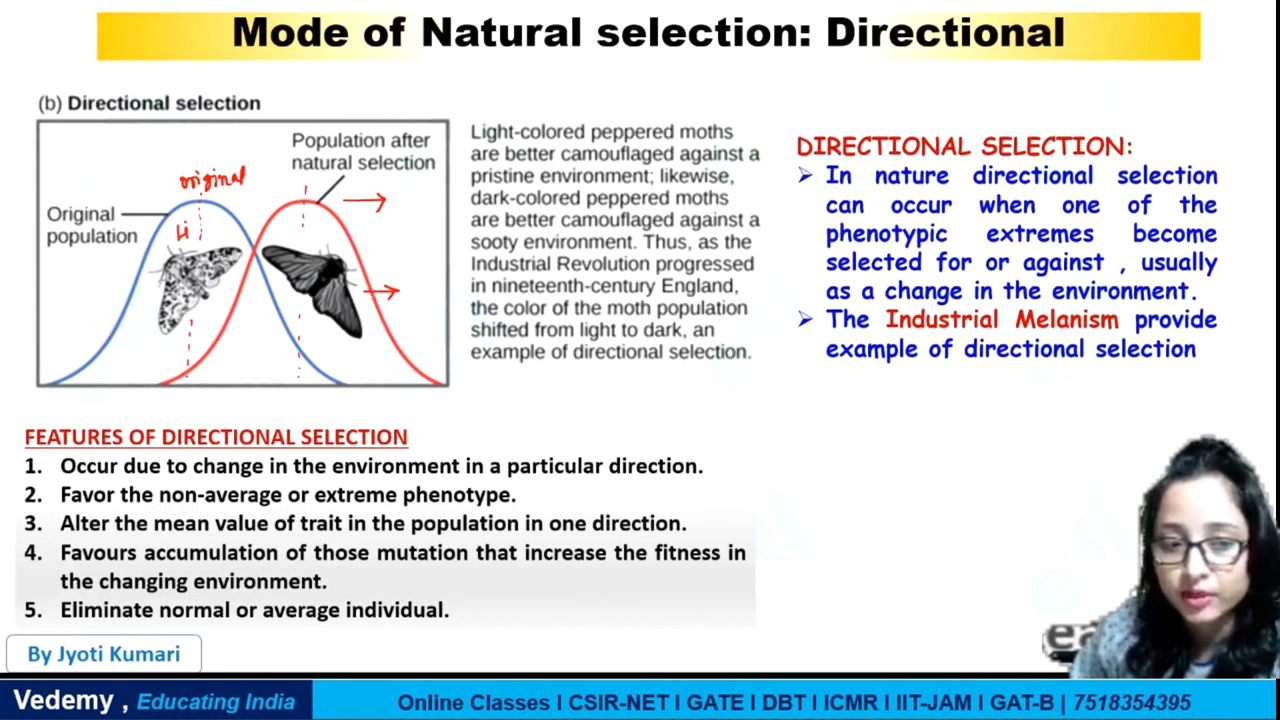 Mode of Natural selection: Directional
(b) Directional selection
Population after
natural selection
original
Original
population
Li
Light-colored peppered moths
are better camouflaged against a
pristine environment; likewise,
dark-colored peppered moths
are better camouflaged against a
sooty environment. Thus, as the
Industrial Revolution progressed
in nineteenth-century England,
the color of the moth population
shifted from light to dark, an
example of directional selection.
DIRECTIONAL SELECTION:
➢ In nature directional selection
can occur when one of the
phenotypic extremes become
selected for or against , usually
as a change in the environment.
➢ The Industrial Melanism provide
example of directional selection
FEATURES OF DIRECTIONAL SELECTION
1. Occur due to change in the environment in a particular direction.
2. Favor the non-average or extreme phenotype.
3. Alter the mean value of trait in the population in one direction.
4. Favours accumulation of those mutation that increase the fitness in
the changing environment.
5. Eliminate normal or average individual.
By Jyoti Kumari
Vedemy , Educating India
Online Classes I CSIR-NET I GATE I DBT I ICMR I IIT-JAM I GAT-B | 7518354395